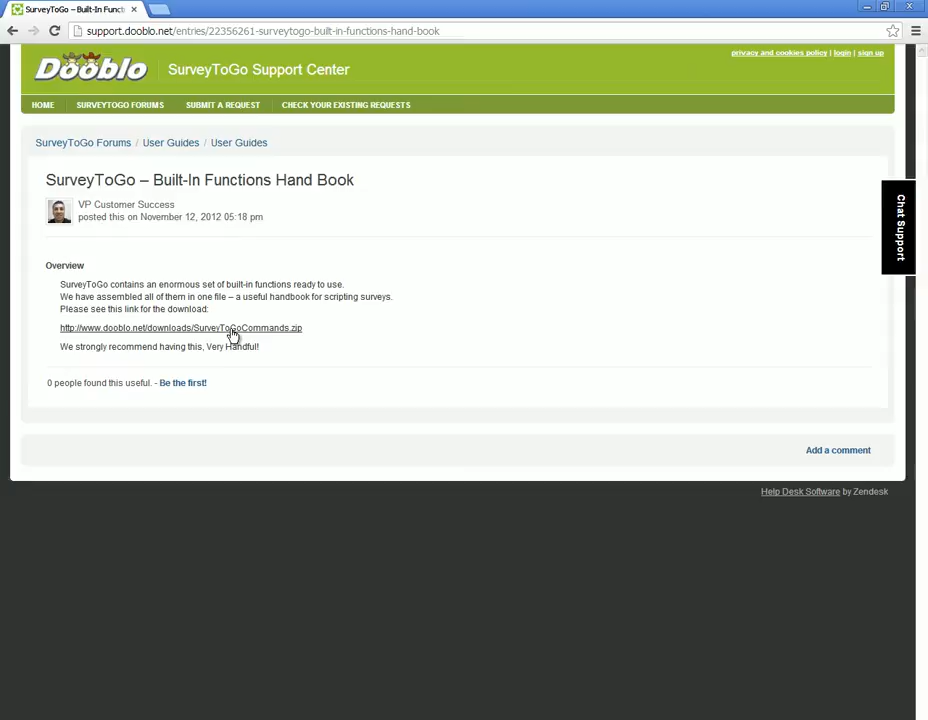 SurveyToGo – Built-In Funct
support.dooblo.net/entries/22356261-surveytogo-built-in-functions-hand-book
privacy and cookies policy | login | sign up
Dooblo
SurveyToGo Support Center
HOME
SURVEYTOGO FORUMS
SUBMIT A REQUEST
CHECK YOUR EXISTING REQUESTS
SurveyToGo Forums / User Guides / User Guides
SurveyToGo – Built-In Functions Hand Book
VP Customer Success
posted this on November 12, 2012 05:18 pm
Chat Support
Overview
SurveyToGo contains an enormous set of built-in functions ready to use.
We have assembled all of them in one file – a useful handbook for scripting surveys.
Please see this link for the download:
http://www.dooblo.net/downloads/SurveyToGoCommands.zip
We strongly recommend having this, Very Handful!
0 people found this useful. - Be the first!
Add a comment
Help Desk Software by Zendesk